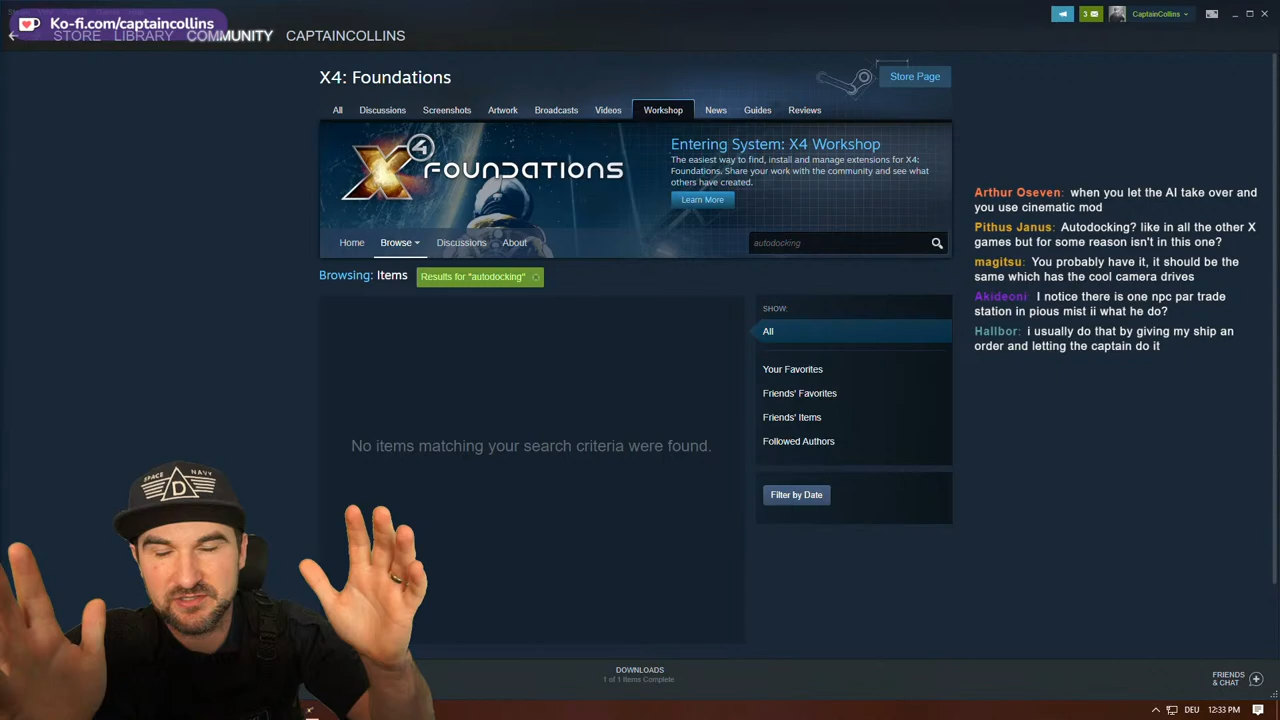 Ko-fi.com/captaincollins
3
CaptainCollins
STORE LIBRARY COMMUNITY CAPTAINCOLLINS
X4: Foundations
Store Page
All Discussions Screenshots Artwork Broadcasts Videos Workshop News Guides Reviews
X4 FOUNDATIONS
Entering System: X4 Workshop
The easiest way to find, install and manage extensions for X4:
Foundations. Share your work with the community and see what
others have created.
Learn More
Home Browse Discussions About
autodocking
Browsing: Items
Results for "autodocking"
SHOW:
All
Your Favorites
Friends' Favorites
Friends' Items
Followed Authors
Filter by Date
No items matching your search criteria were found.
Arthur Oseven: when you let the AI take over and
you use cinematic mod
Pithus Janus: Autodocking? like in all the other X
games but for some reason isn't in this one?
magitsu: You probably have it, it should be the
same which has the cool camera drives
Akideoni: I notice there is one npc par trade
station in pious mist ii what he do?
Hallbor: i usually do that by giving my ship an
order and letting the captain do it
SPACE NAVY
D
DOWNLOADS
1 of 1 Items Complete
FRIENDS
& CHAT
DEU 12:33 PM